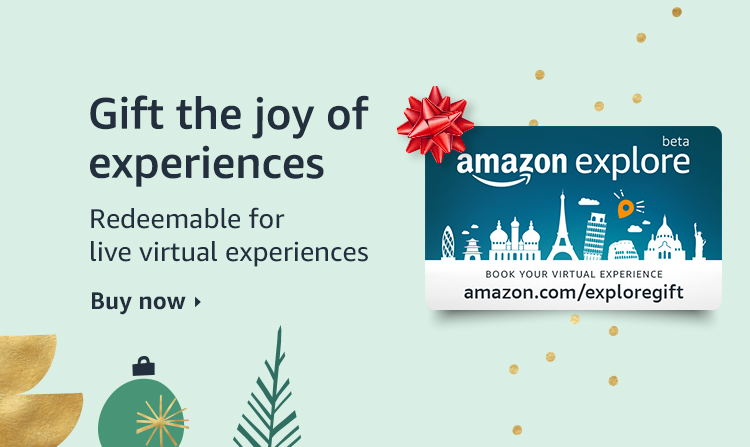 Gift the joy of
experiences
Redeemable for
live virtual experiences
Buy now
beta
amazon explore
BOOK YOUR VIRTUAL EXPERIENCE
amazon.com/exploregift